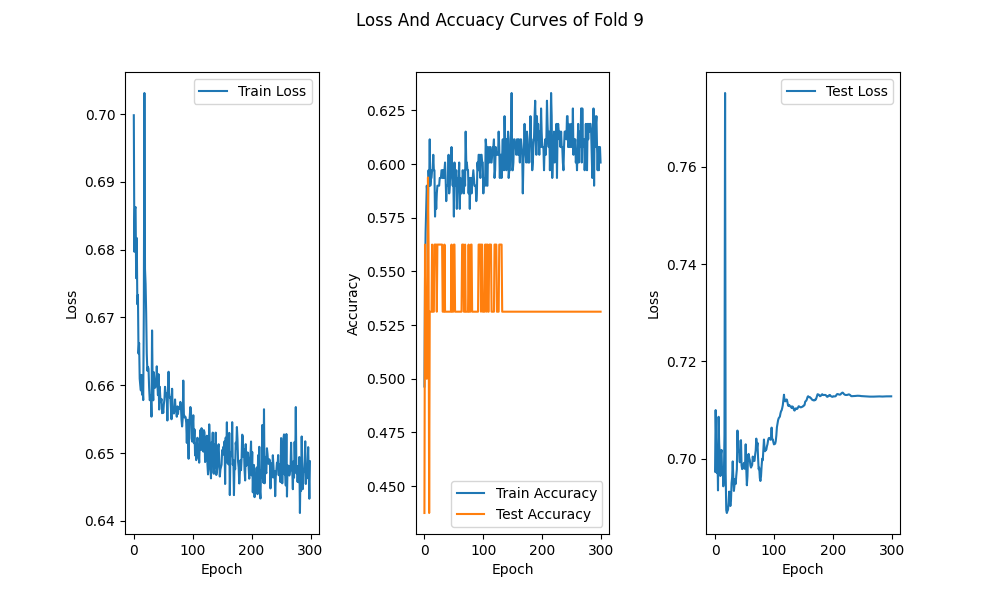 Loss And Accuacy Curves of Fold 9
Train Loss
0.70
0.69
0.68
0.67
0.66
0.65
0.64
Loss
0 100 200 300
Epoch
0.625
0.600
0.575
0.550
0.525
0.500
0.475
0.450
Accuracy
Train Accuracy
Test Accuracy
0 100 200 300
Epoch
Test Loss
0.76
0.74
0.72
0.70
Loss
0 100 200 300
Epoch